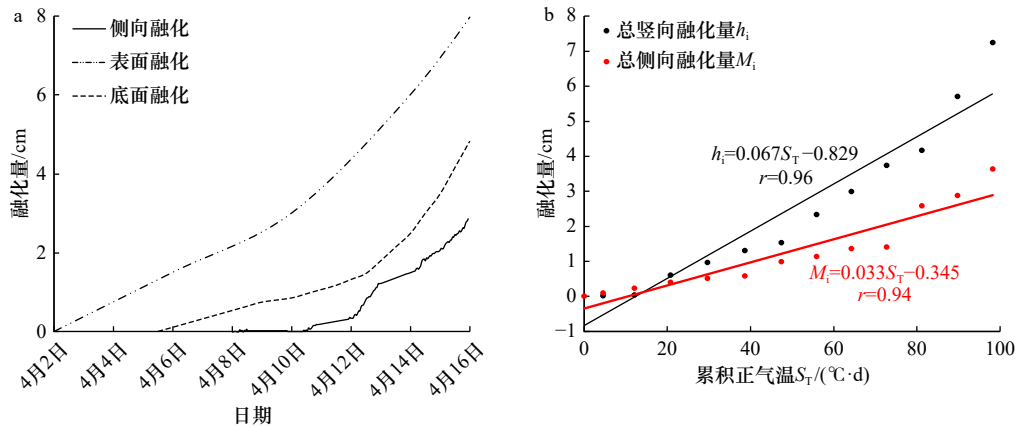 a
8
6
4
2
0
融化量/cm
侧向融化
表面融化
底面融化
4月2日
4月4日
4月6日
4月8日
4月10日
4月12日
4月14日
4月16日
日期
b
8
7
6
5
4
3
2
1
0
−1
融化量/cm
总竖向融化量hi
总侧向融化量Mi
hi=0.067ST−0.829
r=0.96
Mi=0.033ST−0.345
r=0.94
0
20
40
60
80
100
累积正气温ST/(℃·d)